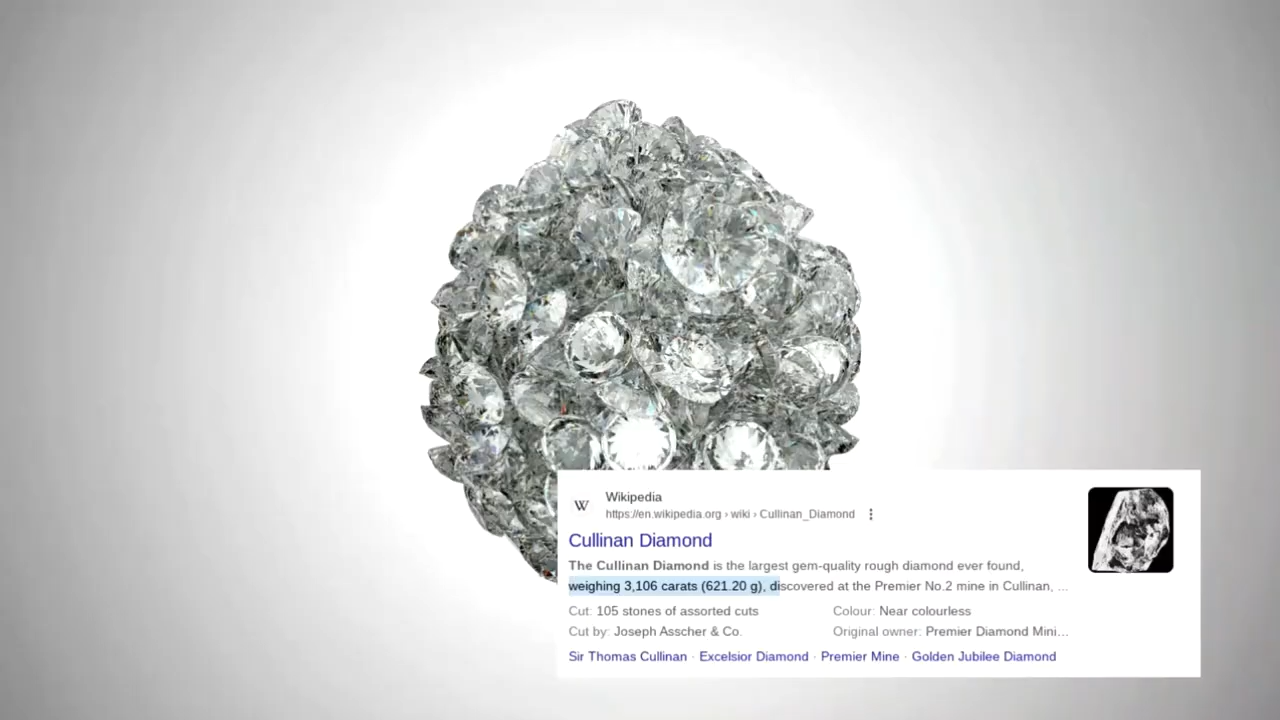 W
Wikipedia
https://en.wikipedia.org › wiki › Cullinan_Diamond
Cullinan Diamond
The Cullinan Diamond is the largest gem-quality rough diamond ever found,
weighing 3,106 carats (621.20 g), discovered at the Premier No.2 mine in Cullinan, ...
Cut: 105 stones of assorted cuts Colour: Near colourless
Cut by: Joseph Asscher & Co. Original owner: Premier Diamond Mini...
Sir Thomas Cullinan · Excelsior Diamond · Premier Mine · Golden Jubilee Diamond